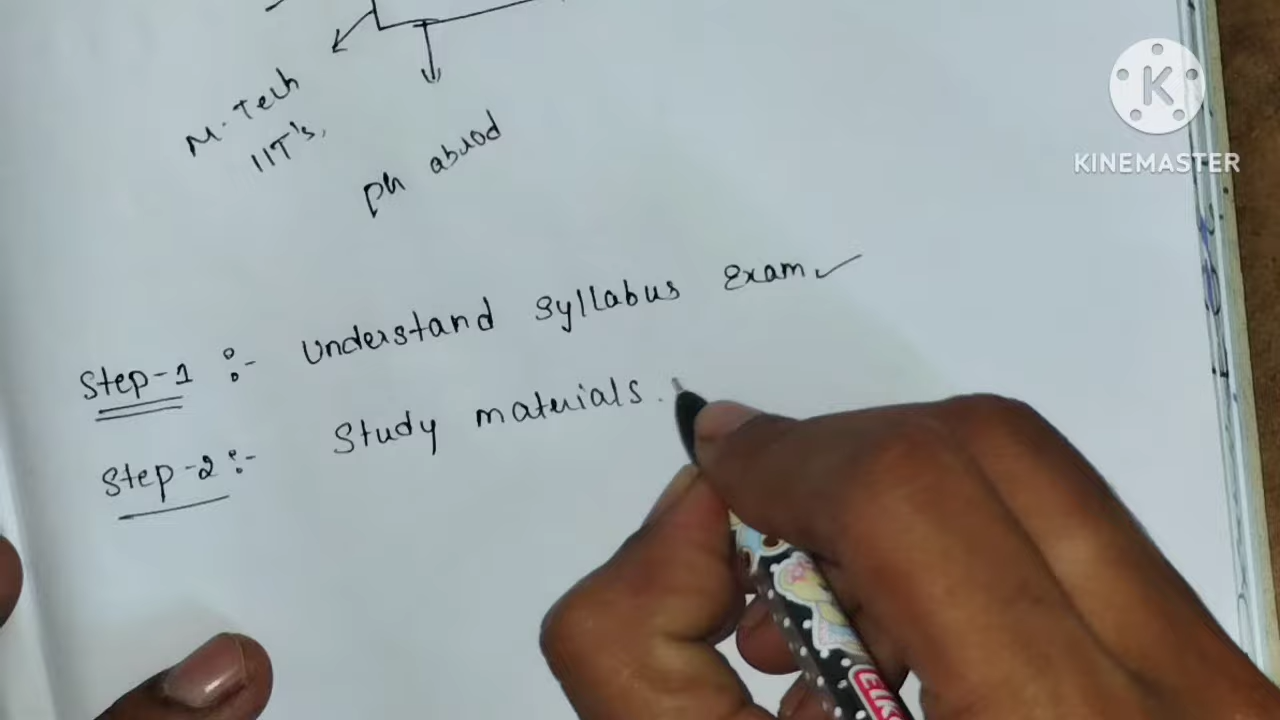 M.Tech
IIT's,
ph abrod
Step-1 :- Understand syllabus Exam ✓
Step-2 :- Study materials.
KINEMASTER